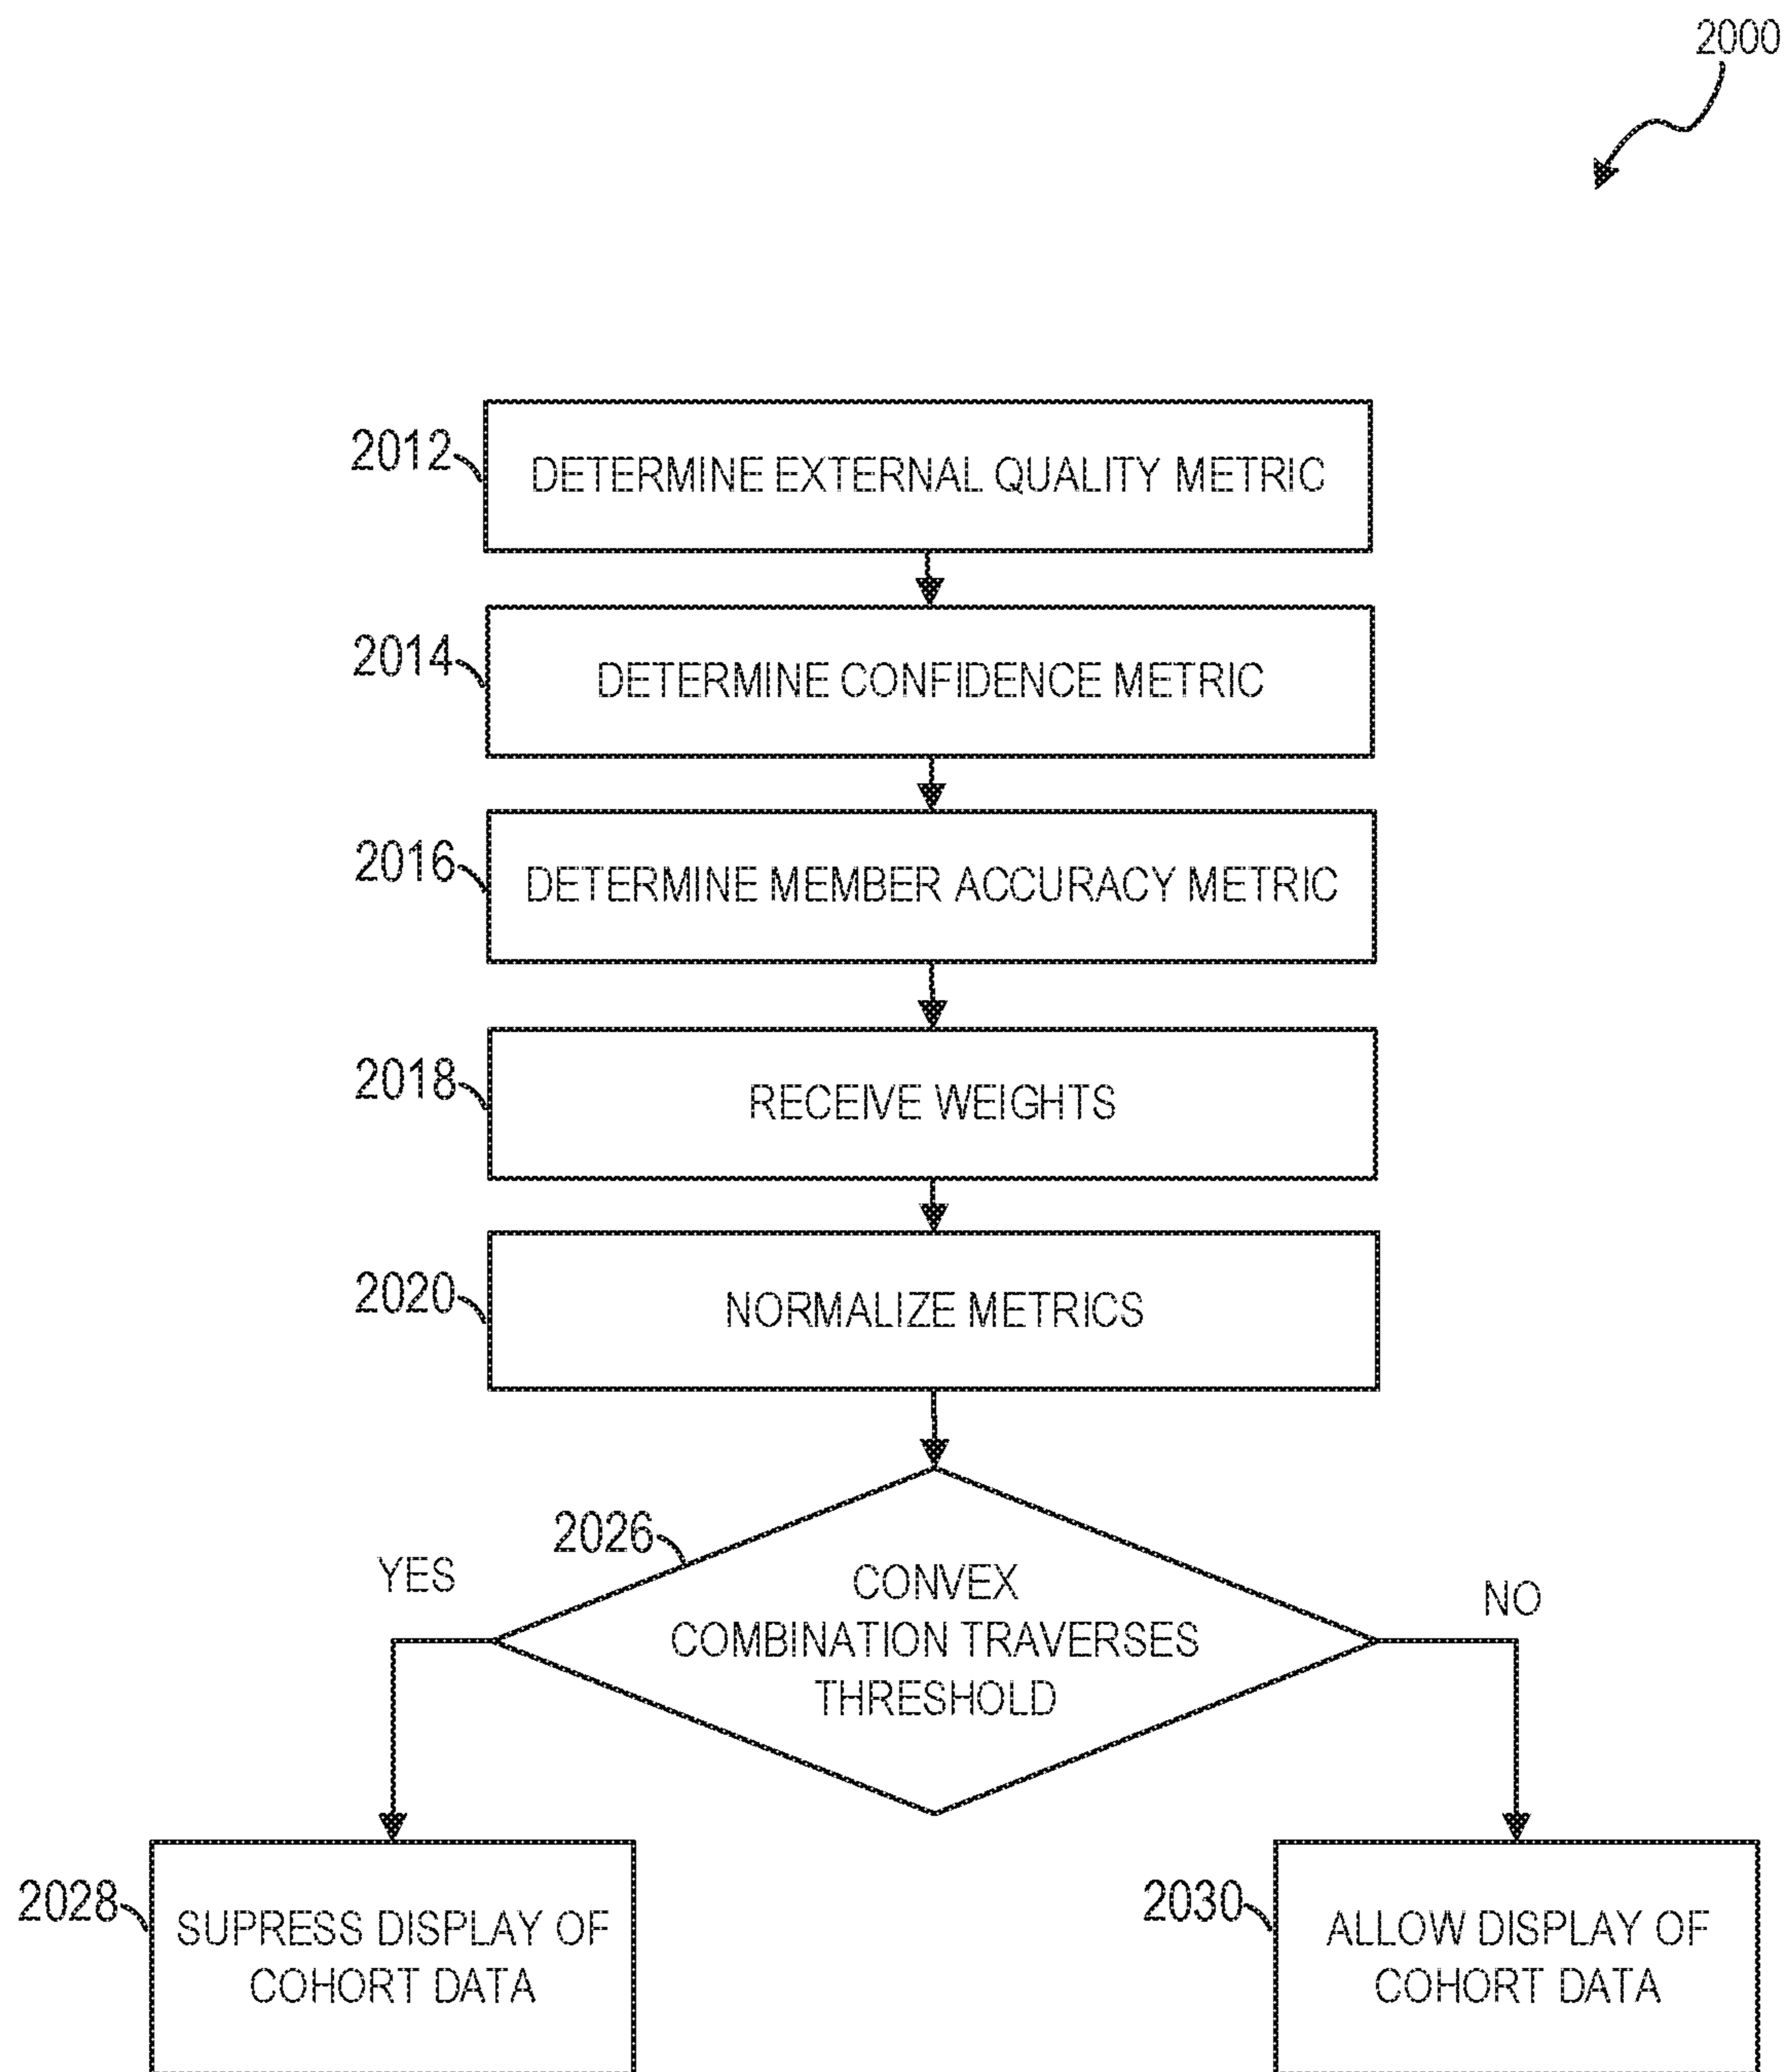 2000
2012
DETERMINE EXTERNAL QUALITY METRIC
2014
DETERMINE CONFIDENCE METRIC
2016
DETERMINE MEMBER ACCURACY METRIC
2018
RECEIVE WEIGHTS
2020
NORMALIZE METRICS
2026
YES
CONVEX
COMBINATION TRAVERSES
THRESHOLD
NO
2028
SUPRESS DISPLAY OF
COHORT DATA
2030
ALLOW DISPLAY OF
COHORT DATA